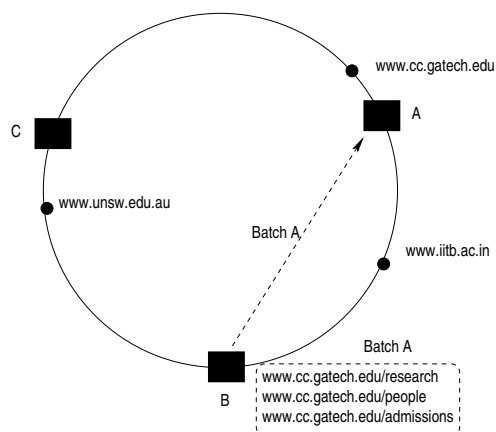 www.cc.gatech.edu
A
C
www.unsw.edu.au
Batch A
www.iitb.ac.in
Batch A
www.cc.gatech.edu/research
www.cc.gatech.edu/people
www.cc.gatech.edu/admissions
B